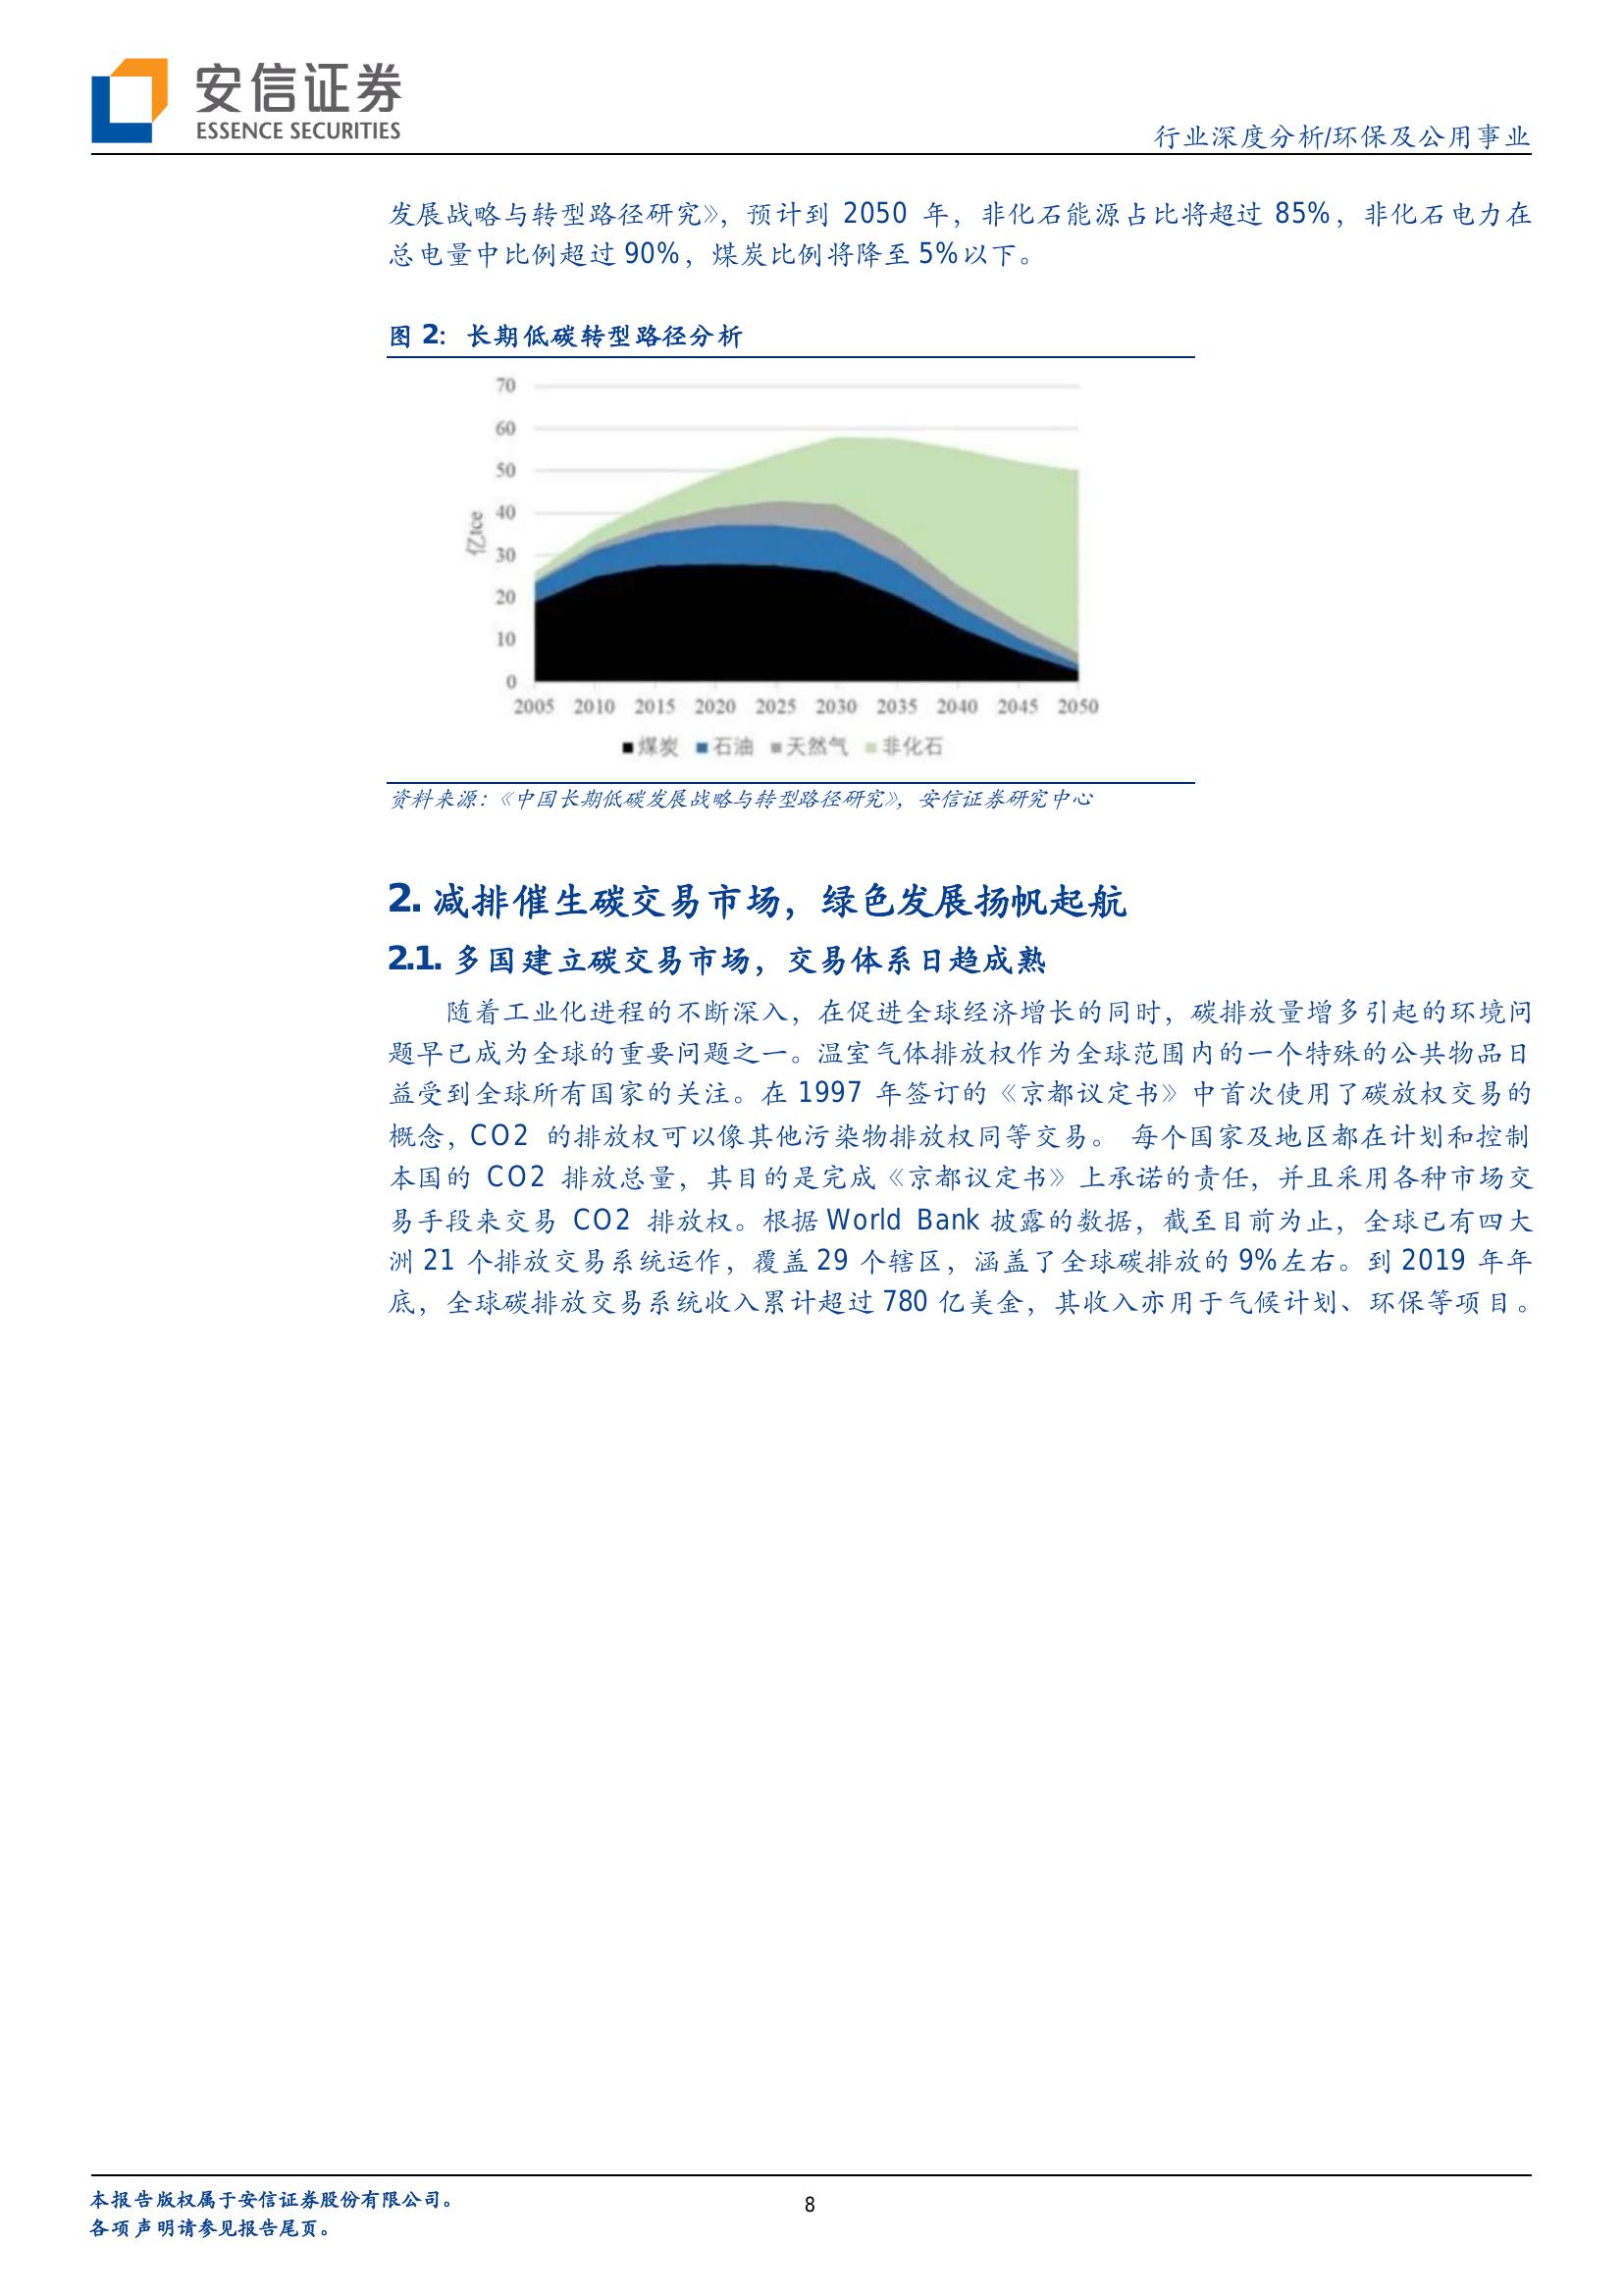 安信证券
ESSENCE SECURITIES
行业深度分析/环保及公用事业
发展战略与转型路径研究》，预计到 2050 年，非化石能源占比将超过 85%，非化石电力在
总电量中比例超过 90%，煤炭比例将降至 5%以下。
图 2：长期低碳转型路径分析
70
60
50
40
30
20
10
0
亿tce
2005 2010 2015 2020 2025 2030 2035 2040 2045 2050
煤炭 石油 天然气 非化石
资料来源：《中国长期低碳发展战略与转型路径研究》，安信证券研究中心
2. 减排催生碳交易市场，绿色发展扬帆起航
2.1. 多国建立碳交易市场，交易体系日趋成熟
随着工业化进程的不断深入，在促进全球经济增长的同时，碳排放量增多引起的环境问
题早已成为全球的重要问题之一。温室气体排放权作为全球范围内的一个特殊的公共物品日
益受到全球所有国家的关注。在 1997 年签订的《京都议定书》中首次使用了碳放权交易的
概念，CO2 的排放权可以像其他污染物排放权同等交易。 每个国家及地区都在计划和控制
本国的 CO2 排放总量，其目的是完成《京都议定书》上承诺的责任，并且采用各种市场交
易手段来交易 CO2 排放权。根据 World Bank 披露的数据，截至目前为止，全球已有四大
洲 21 个排放交易系统运作，覆盖 29 个辖区，涵盖了全球碳排放的 9%左右。到 2019 年年
底，全球碳排放交易系统收入累计超过 780 亿美金，其收入亦用于气候计划、环保等项目。
本报告版权属于安信证券股份有限公司。
各项声明请参见报告尾页。
8